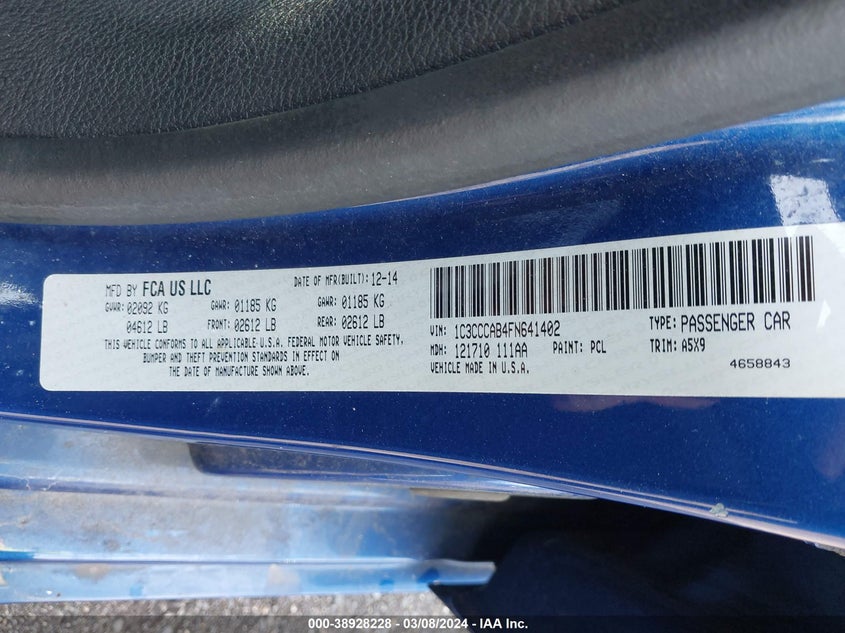 MFD BY FCA US LLC DATE OF MFR(BUILT): 12-14
GVWR: 02092 KG GAWR: 01185 KG GAWR: 01185 KG
04612 LB FRONT: 02612 LB REAR: 02612 LB
THIS VEHICLE CONFORMS TO ALL APPLICABLE U.S.A. FEDERAL MOTOR VEHICLE SAFETY,
BUMPER AND THEFT PREVENTION STANDARDS IN EFFECT ON
THE DATE OF MANUFACTURE SHOWN ABOVE.
VIN: 1C3CCCAB4FN641402 TYPE: PASSENGER CAR
MDH: 121710 111AA PAINT: PCL TRIM: A5X9
VEHICLE MADE IN U.S.A. 4658843
000-38928228 - 03/08/2024 - IAA Inc.